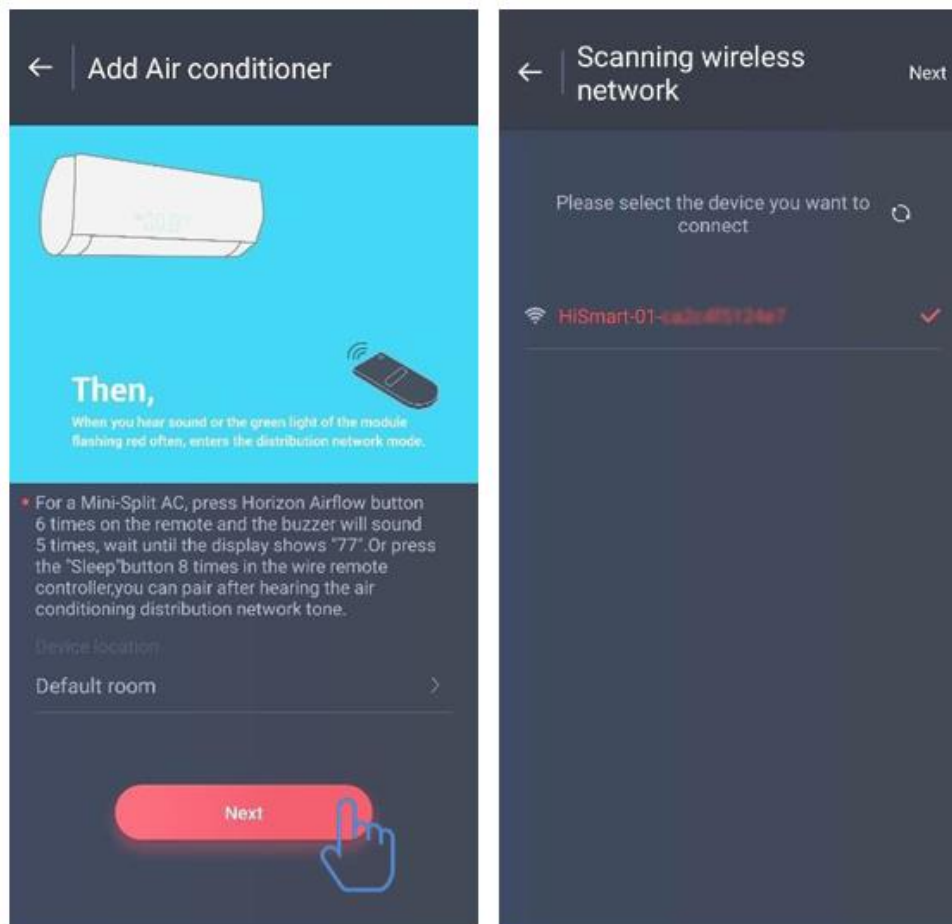 Add Air conditioner
Then,
When you hear sound or the green light of the module
flashing red often, enters the distribution network mode.
For a Mini-Split AC, press Horizon Airflow button
6 times on the remote and the buzzer will sound
5 times, wait until the display shows "77".Or press
the "Sleep"button 8 times in the wire remote
controller,you can pair after hearing the air
conditioning distribution network tone.
Device location
Default room
Next
Scanning wireless
network
Next
Please select the device you want to
connect
HiSmart-01-